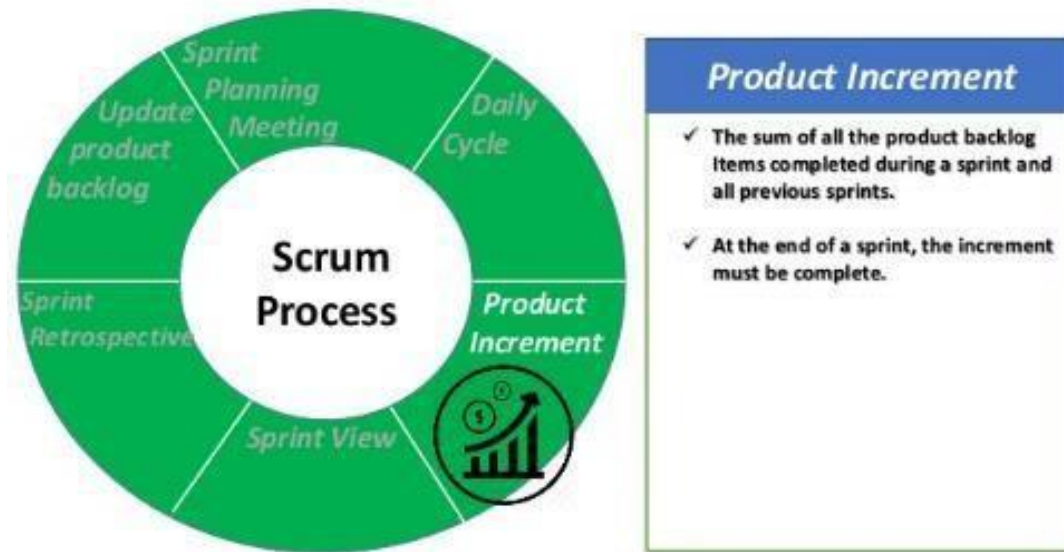 Sprint
Planning
Meeting
Daily
Cycle
Product
Increment
Sprint View
Sprint
Retrospective
Update
product
backlog
Scrum
Process
$
$
Product Increment
✓ The sum of all the product backlog
Items completed during a sprint and
all previous sprints.
✓ At the end of a sprint, the increment
must be complete.